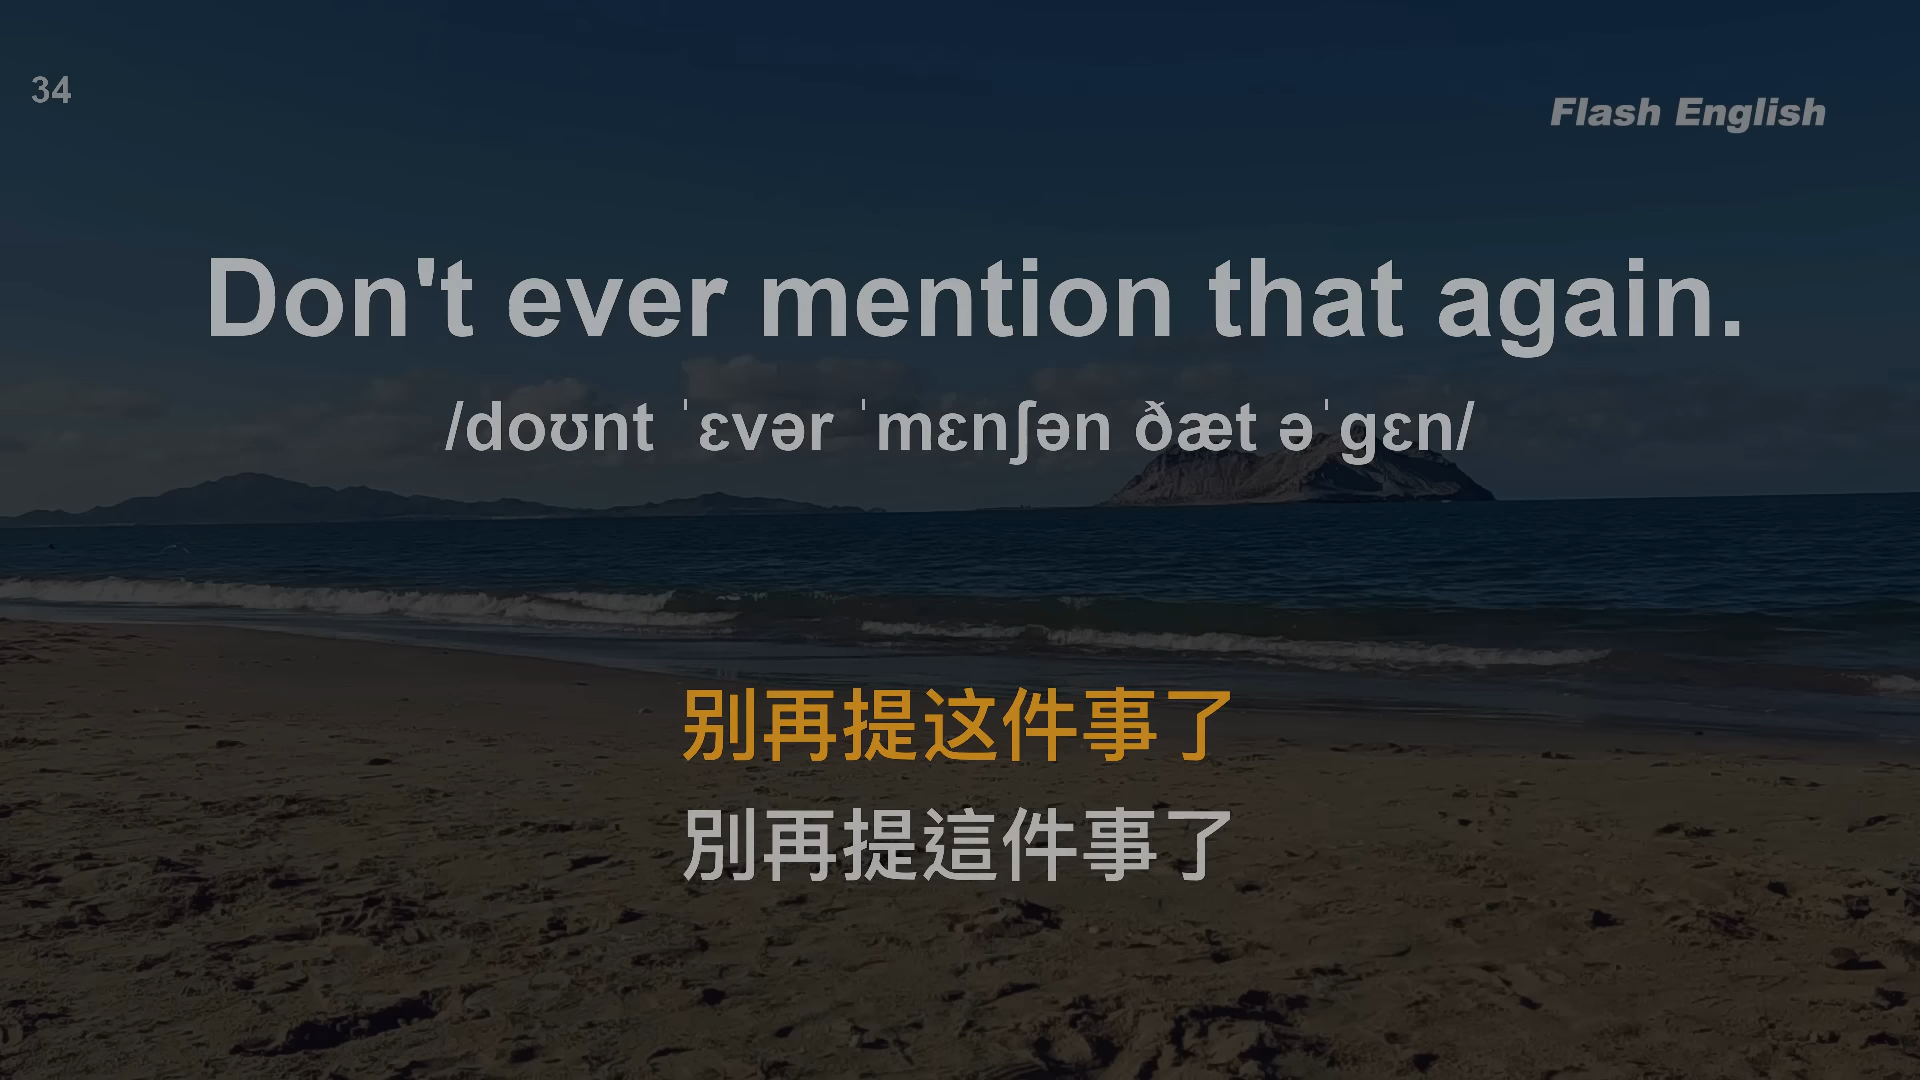 34
Flash English
Don't ever mention that again.
/doʊnt ˈɛvər ˈmɛnʃən ðæt əˈgɛn/
别再提这件事了
別再提這件事了